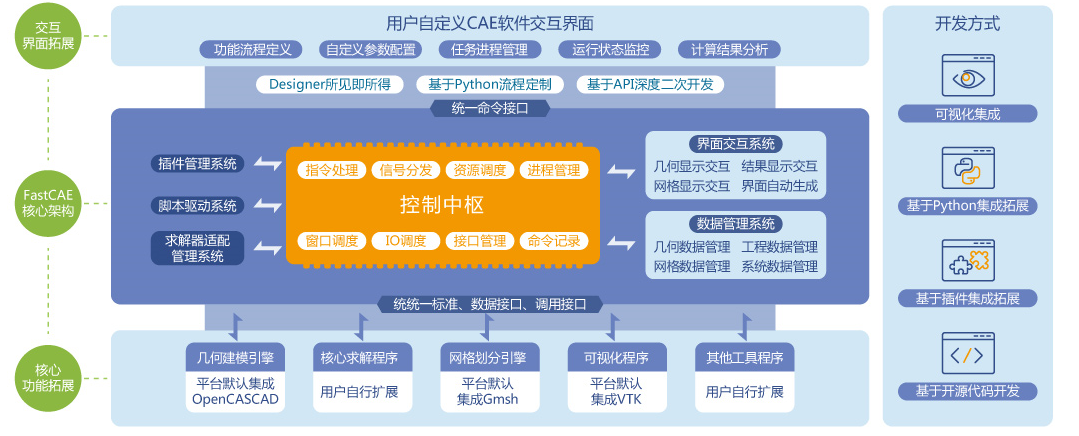 交互
界面拓展
用户自定义CAE软件交互界面
功能流程定义
自定义参数配置
任务进程管理
运行状态监控
计算结果分析
Designer所见即所得
基于Python流程定制
基于API深度二次开发
统一命令接口
FastCAE
核心架构
插件管理系统
脚本驱动系统
求解器适配
管理系统
指令处理
信号分发
资源调度
进程管理
控制中枢
窗口调度
IO调度
接口管理
命令记录
界面交互系统
几何显示交互 结果显示交互
网格显示交互 界面自动生成
数据管理系统
几何数据管理 工程数据管理
网格数据管理 系统数据管理
统统一标准、数据接口、调用接口
核心
功能拓展
几何建模引擎
平台默认集成
OpenCASCAD
核心求解程序
用户自行扩展
网格划分引擎
平台默认
集成Gmsh
可视化程序
平台默认
集成VTK
其他工具程序
用户自行扩展
开发方式
可视化集成
基于Python集成拓展
基于插件集成拓展
</>
基于开源代码开发